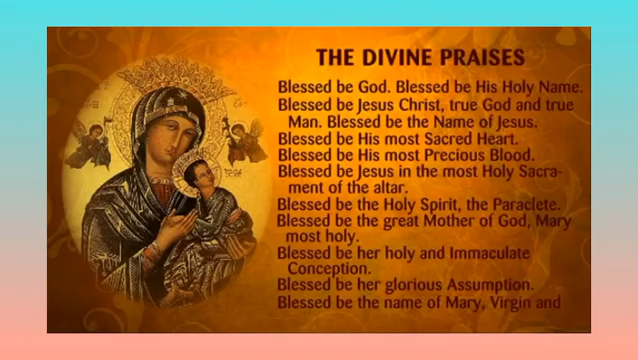 THE DIVINE PRAISES
Blessed be God. Blessed be His Holy Name.
Blessed be Jesus Christ, true God and true
Man. Blessed be the Name of Jesus.
Blessed be His most Sacred Heart.
Blessed be His most Precious Blood.
Blessed be Jesus in the most Holy Sacra-
ment of the altar.
Blessed be the Holy Spirit, the Paraclete.
Blessed be the great Mother of God, Mary
most holy.
Blessed be her holy and Immaculate
Conception.
Blessed be her glorious Assumption.
Blessed be the name of Mary, Virgin and